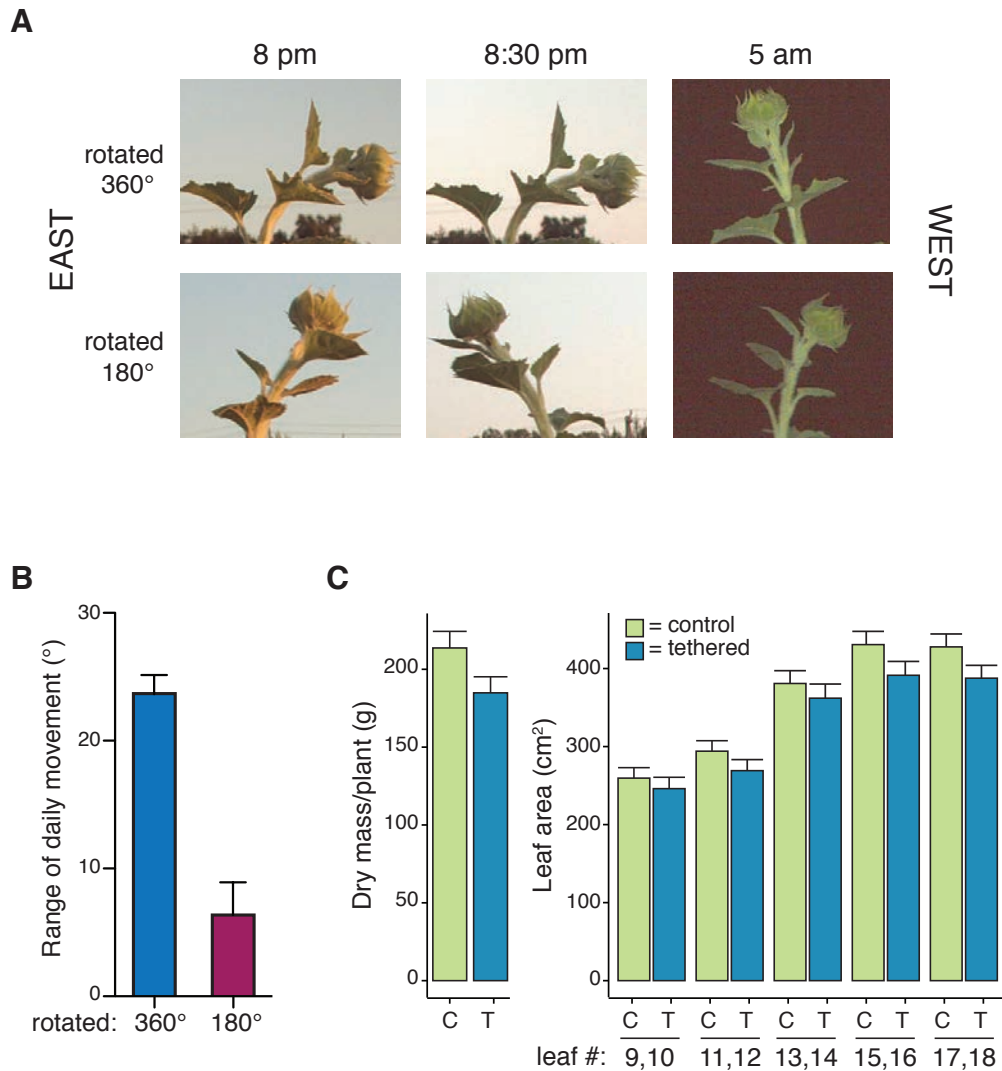 A
8 pm
8:30 pm
5 am
rotated
360°
EAST
WEST
rotated
180°
B
C
30
20
10
0
Range of daily movement (°)
rotated: 360° 180°
200
150
100
50
0
Dry mass/plant (g)
C T
= control
= tethered
400
300
200
100
0
Leaf area (cm²)
C T C T C T C T C T
leaf #: 9,10 11,12 13,14 15,16 17,18